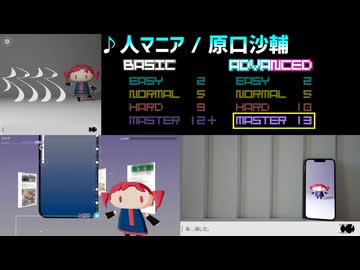 ♪人マニア / 原口沙輔
BASIC ADVANCED
EASY 2 EASY 2
NORMAL 5 NORMAL 5
HARD 9 HARD 10
MASTER 12+ MASTER 13
あ、消した。